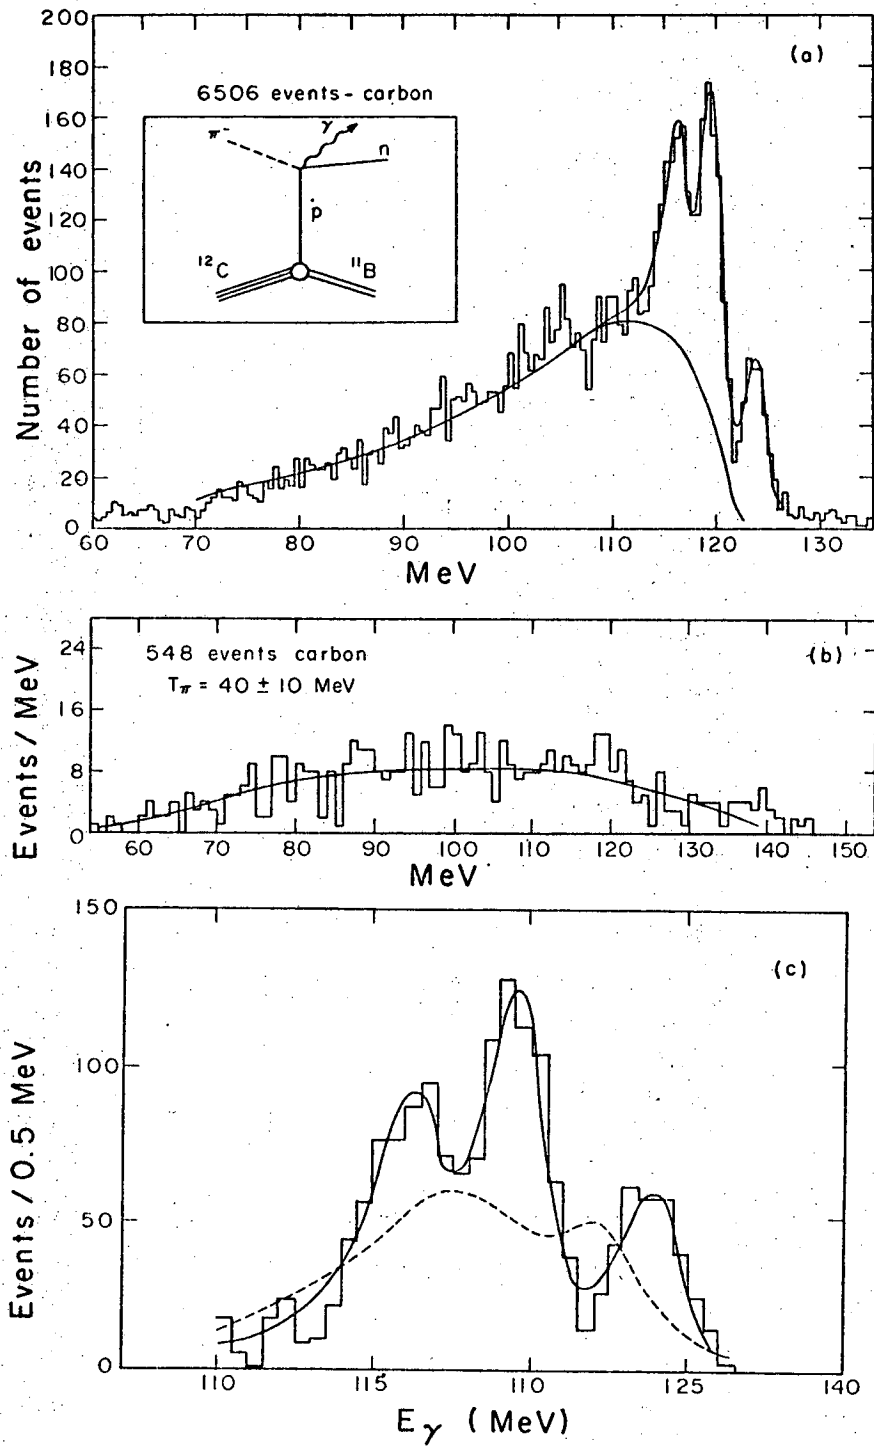 200
180
160
140
120
100
80
60
40
20
0
Number of events
(a)
6506 events - carbon
π⁻
γ
n
p
¹²C
¹¹B
60 70 80 90 100 110 120 130
MeV
24
16
8
0
Events / MeV
548 events carbon
Tπ = 40 ± 10 MeV
(b)
60 70 80 90 100 110 120 130 140 150
MeV
150
100
50
0
Events / 0.5 MeV
(c)
110 115 110 125 140
Eγ (MeV)